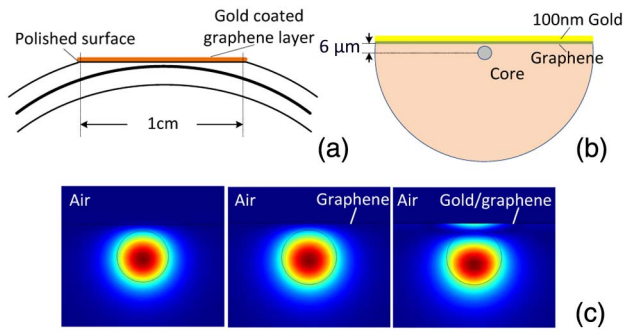 Polished surface
Gold coated
graphene layer
1cm
(a)
100nm Gold
6 μm
Graphene
Core
(b)
Air
Air
Graphene
Air
Gold/graphene
(c)